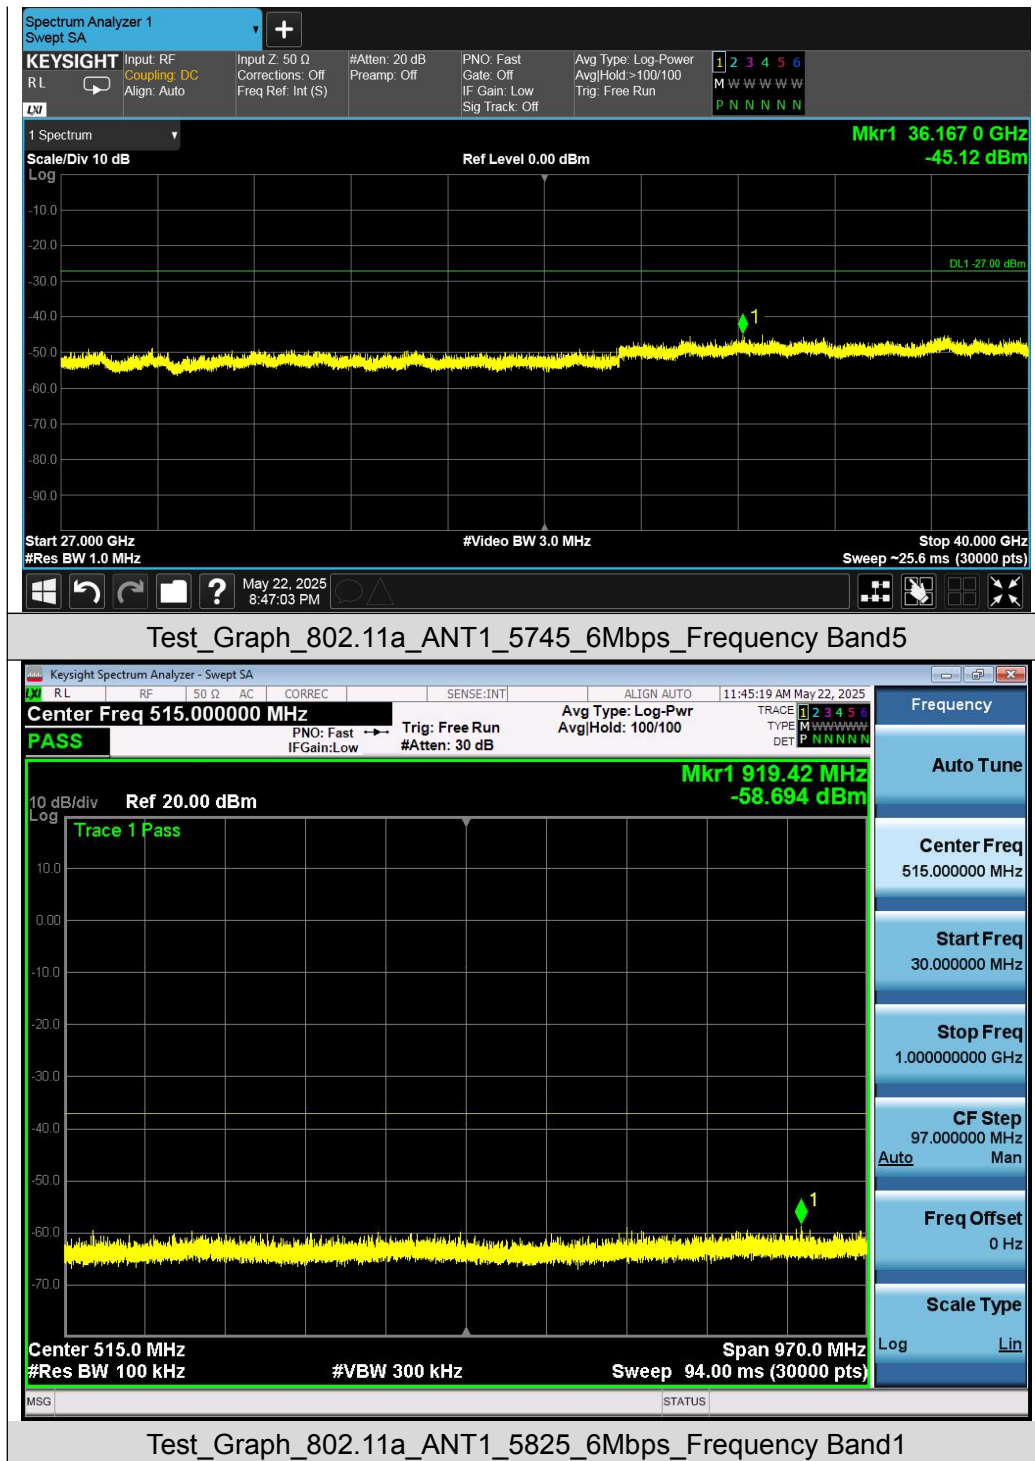 Spectrum Analyzer 1
Swept SA
+
KEYSIGHT Input: RF Input Z: 50 Ω #Atten: 20 dB PNO: Fast Avg Type: Log-Power 1 2 3 4 5 6
RL Coupling: DC Corrections: Off Preamp: Off Gate: Off Avg|Hold:>100/100 M W W W W W
Align: Auto Freq Ref: Int (S) IF Gain: Low Trig: Free Run
LXI Sig Track: Off P N N N N N
1 Spectrum Mkr1 36.167 0 GHz
Scale/Div 10 dB Ref Level 0.00 dBm -45.12 dBm
Log
-10.0
-20.0
DL1 -27.00 dBm
-30.0
-40.0
1
-50.0
-60.0
-70.0
-80.0
-90.0
Start 27.000 GHz #Video BW 3.0 MHz Stop 40.000 GHz
#Res BW 1.0 MHz Sweep ~25.6 ms (30000 pts)
? May 22, 2025
8:47:03 PM
Test_Graph_802.11a_ANT1_5745_6Mbps_Frequency Band5
Keysight Spectrum Analyzer - Swept SA
LXI RL RF 50 Ω AC CORREC SENSE:INT ALIGN AUTO 11:45:19 AM May 22, 2025
Center Freq 515.000000 MHz Avg Type: Log-Pwr TRACE 1 2 3 4 5 6
PASS PNO: Fast Trig: Free Run Avg|Hold: 100/100 TYPE M W W W W W
IFGain:Low #Atten: 30 dB DET P N N N N N
Mkr1 919.42 MHz
10 dB/div Ref 20.00 dBm -58.694 dBm
Log
Trace 1 Pass
10.0
0.00
-10.0
-20.0
-30.0
-40.0
-50.0
1
-60.0
-70.0
Center 515.0 MHz Span 970.0 MHz
#Res BW 100 kHz #VBW 300 kHz Sweep 94.00 ms (30000 pts)
MSG STATUS
Frequency
Auto Tune
Center Freq
515.000000 MHz
Start Freq
30.000000 MHz
Stop Freq
1.000000000 GHz
CF Step
97.000000 MHz
Auto Man
Freq Offset
0 Hz
Scale Type
Log Lin
Test_Graph_802.11a_ANT1_5825_6Mbps_Frequency Band1